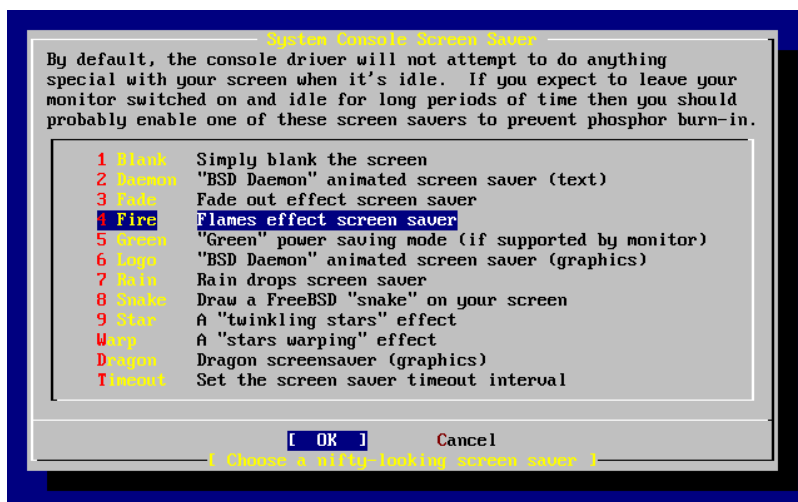 System Console Screen Saver
By default, the console driver will not attempt to do anything
special with your screen when it's idle.  If you expect to leave your
monitor switched on and idle for long periods of time then you should
probably enable one of these screen savers to prevent phosphor burn-in.
1 Blank Simply blank the screen
2 Daemon "BSD Daemon" animated screen saver (text)
3 Fade Fade out effect screen saver
4 Fire Flames effect screen saver
5 Green "Green" power saving mode (if supported by monitor)
6 Logo "BSD Daemon" animated screen saver (graphics)
7 Rain Rain drops screen saver
8 Snake Draw a FreeBSD "snake" on your screen
9 Star A "twinkling stars" effect
Warp A "stars warping" effect
Dragon Dragon screensaver (graphics)
Timeout Set the screen saver timeout interval
[ OK ] Cancel
[ Choose a nifty-looking screen saver ]